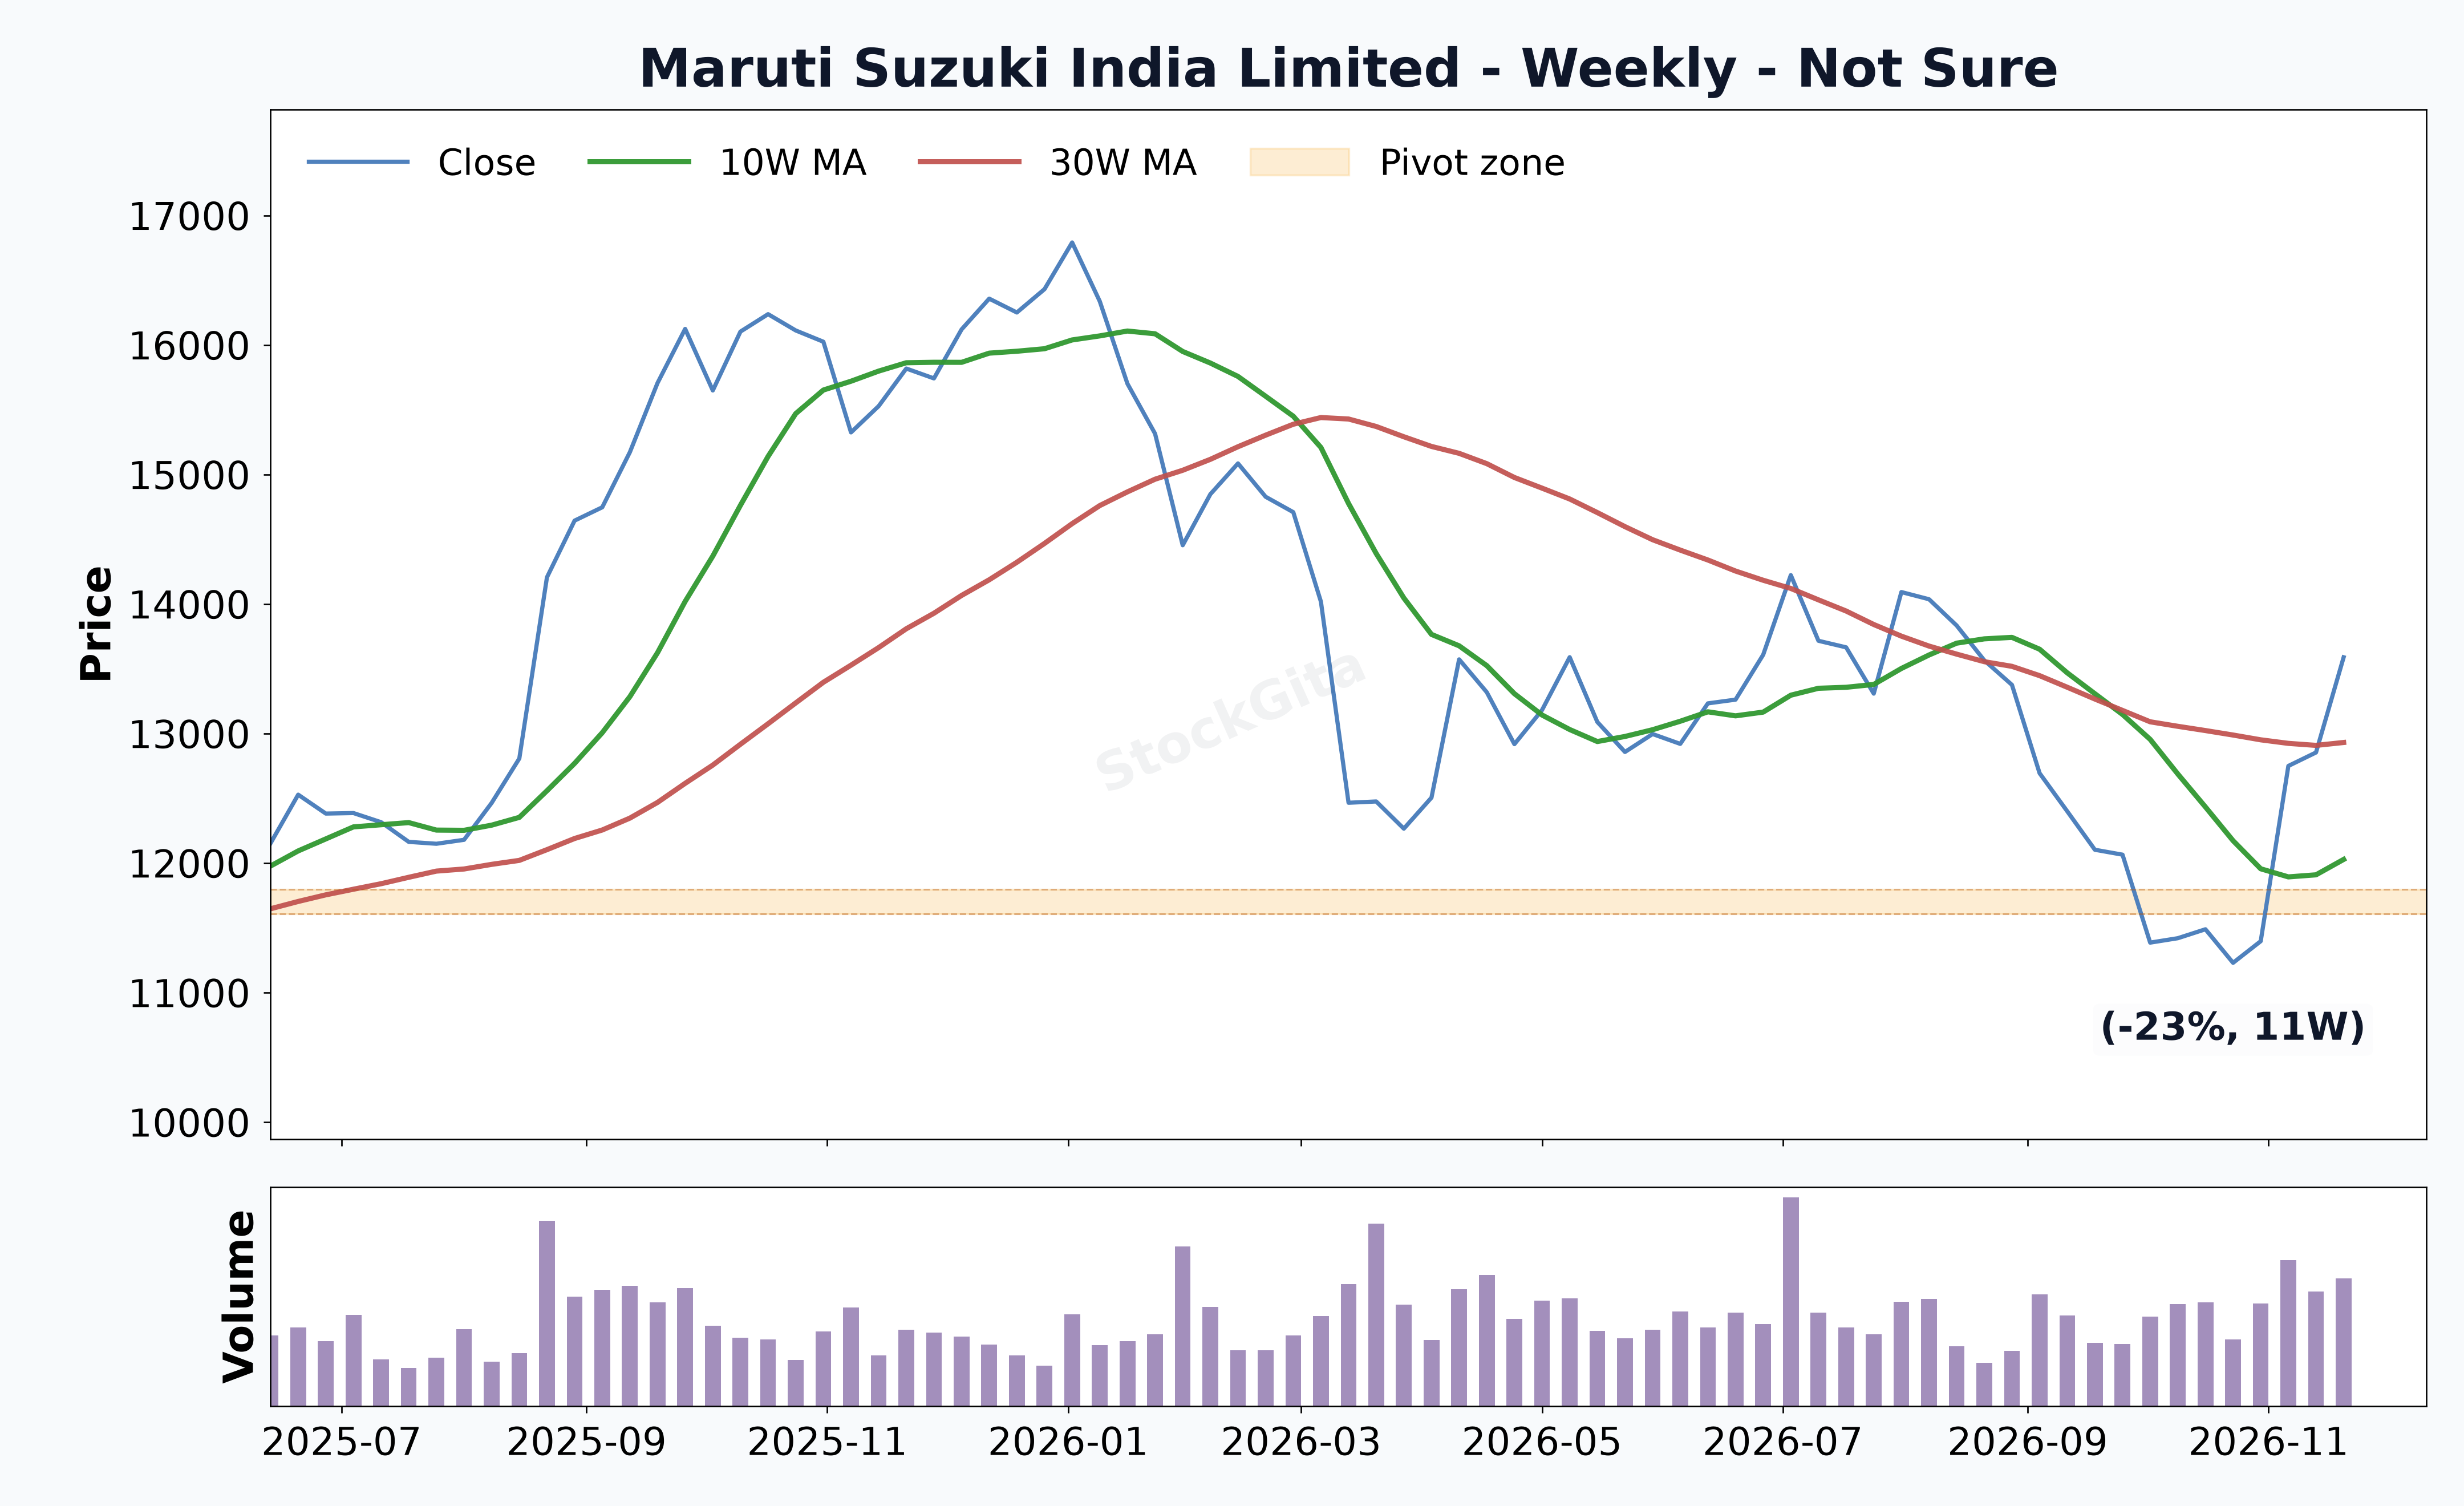 Maruti Suzuki India Limited - Weekly - Not Sure
Close 10W MA 30W MA Pivot zone
17000
16000
15000
14000
13000
12000
11000
10000
Price
StockGita
(-23%, 11W)
Volume
2025-07 2025-09 2025-11 2026-01 2026-03 2026-05 2026-07 2026-09 2026-11